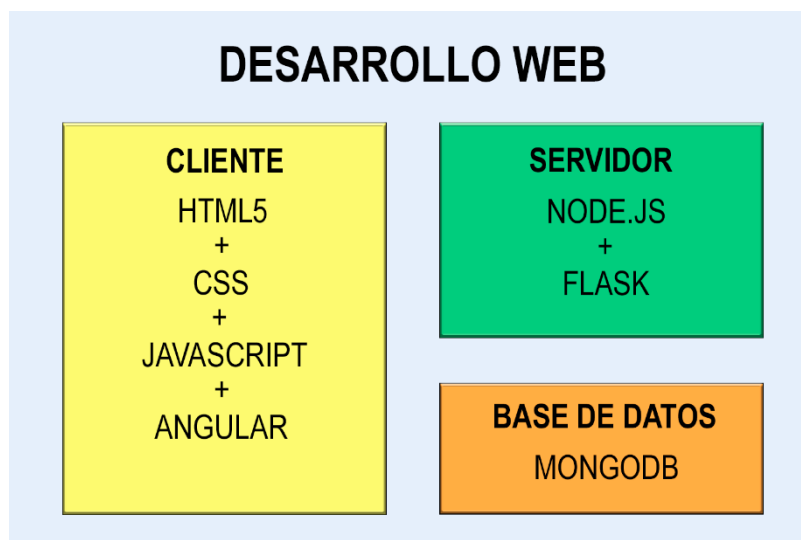 DESARROLLO WEB
CLIENTE
HTML5
+
CSS
+
JAVASCRIPT
+
ANGULAR
SERVIDOR
NODE.JS
+
FLASK
BASE DE DATOS
MONGODB